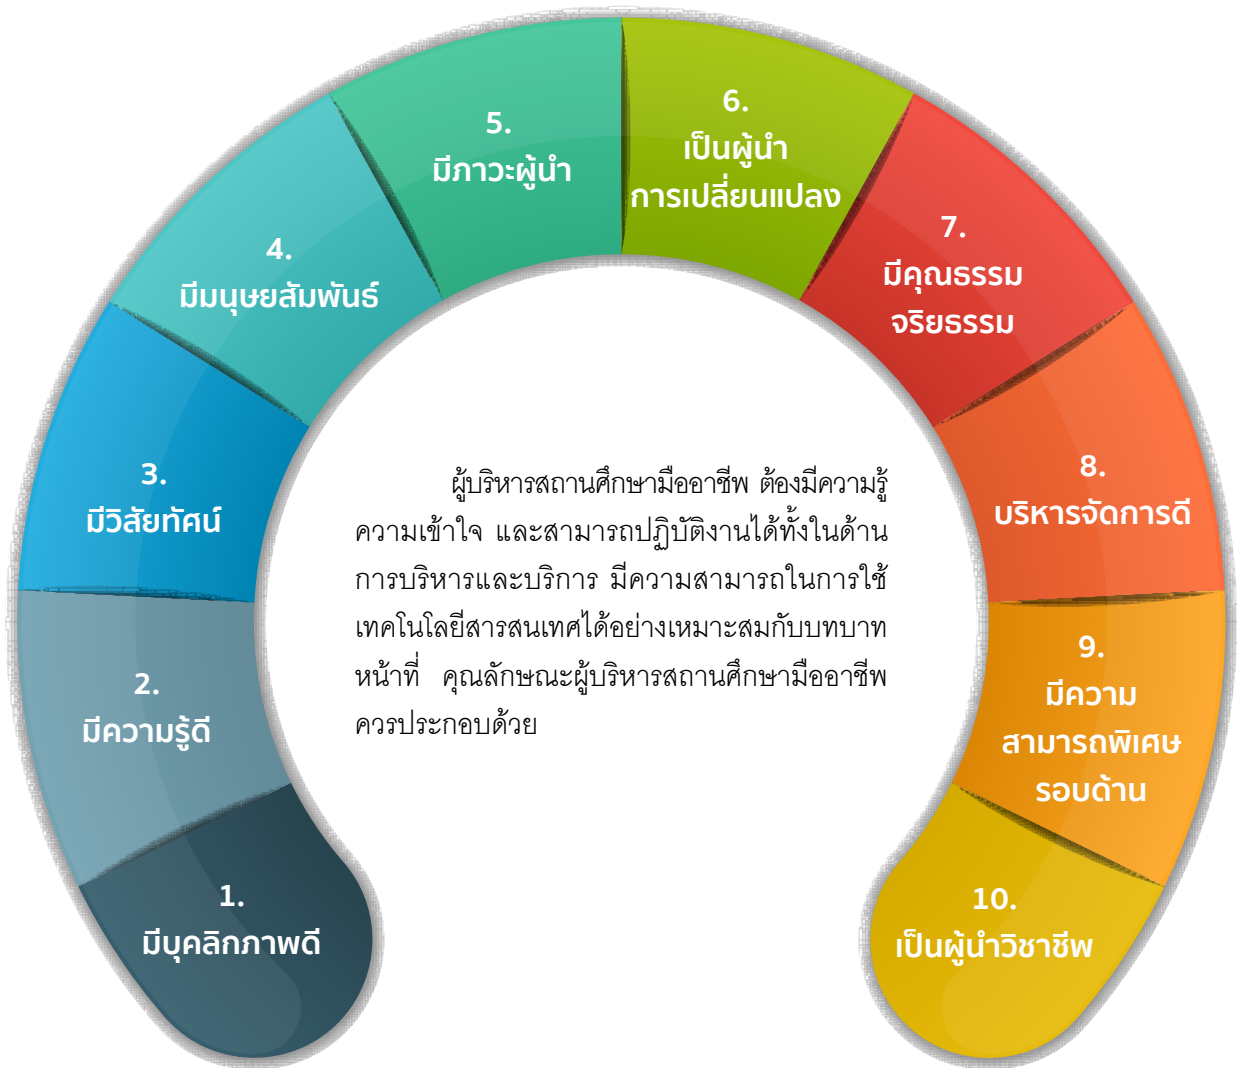 1.
มีบุคลิกภาพดี
2.
มีความรู้ดี
3.
มีวิสัยทัศน์
4.
มีมนุษยสัมพันธ์
5.
มีภาวะผู้นำ
6.
เป็นผู้นำ
การเปลี่ยนแปลง
7.
มีคุณธรรม
จริยธรรม
8.
บริหารจัดการดี
9.
มีความ
สามารถพิเศษ
รอบด้าน
10.
เป็นผู้นำวิชาชีพ
ผู้บริหารสถานศึกษามืออาชีพ ต้องมีความรู้
ความเข้าใจ และสามารถปฏิบัติงานได้ทั้งในด้าน
การบริหารและบริการ มีความสามารถในการใช้
เทคโนโลยีสารสนเทศได้อย่างเหมาะสมกับบทบาท
หน้าที่ คุณลักษณะผู้บริหารสถานศึกษามืออาชีพ
ควรประกอบด้วย